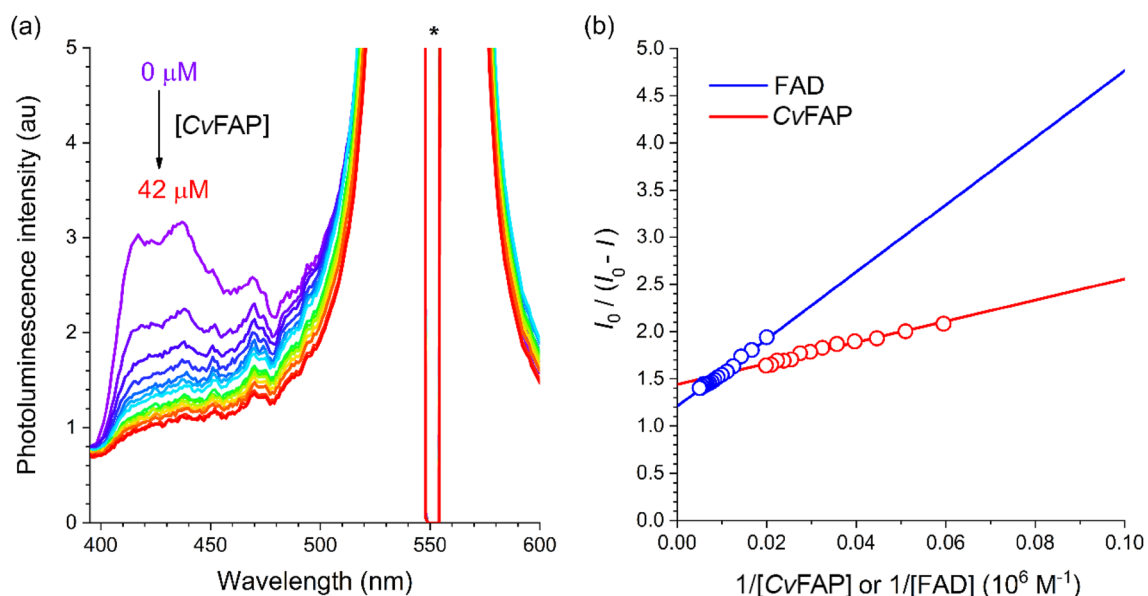 (a)
*
5
4
3
2
1
0
Photoluminescence intensity (au)
0 μM
[CvFAP]
42 μM
400
450
500
550
600
Wavelength (nm)
(b)
5.0
4.5
4.0
3.5
3.0
2.5
2.0
1.5
1.0
0.5
0.0
I0 / (I0 - I)
FAD
CvFAP
0.00
0.02
0.04
0.06
0.08
0.10
1/[CvFAP] or 1/[FAD] (10⁶ M⁻¹)